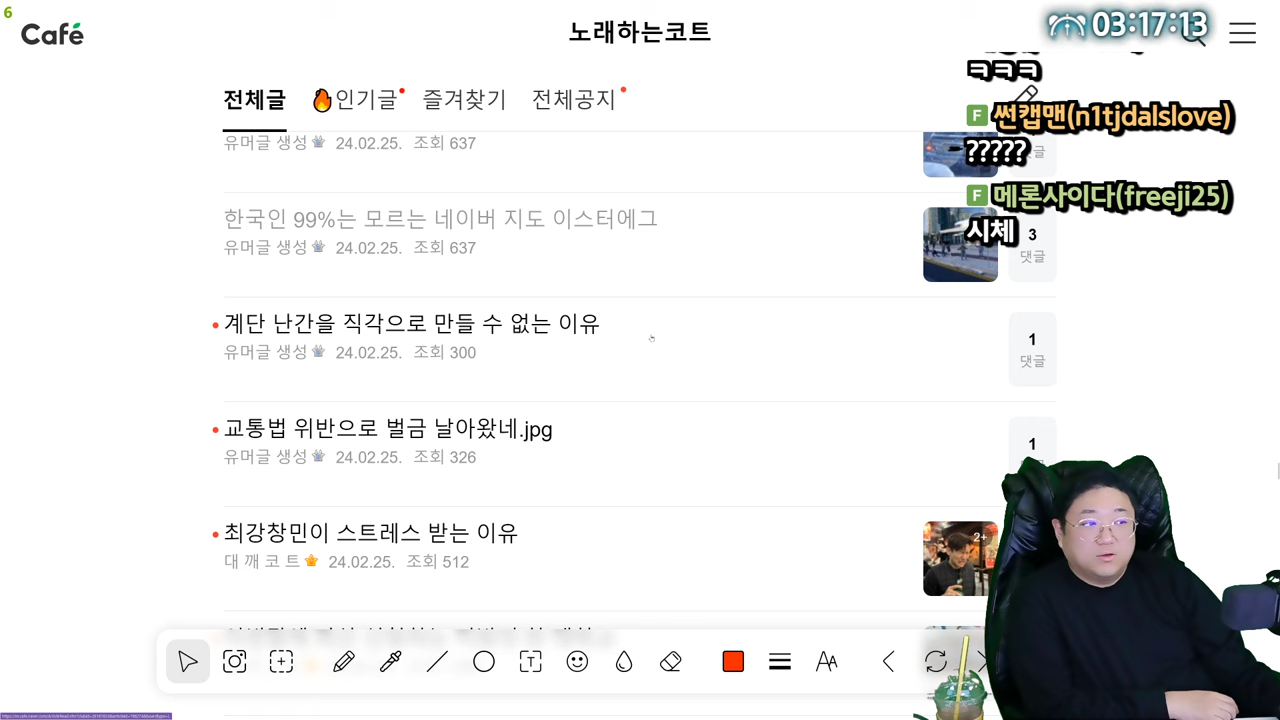 6
Café
노래하는코트
03:17:13
전체글
인기글
즐겨찾기
전체공지
ㅋㅋㅋ
F 썬캡맨(n1tjdalslove)
?????
F 메론사이다(freeji25)
시체
유머글 생성 24.02.25. 조회 637
댓글
한국인 99%는 모르는 네이버 지도 이스터에그
유머글 생성 24.02.25. 조회 637
3
댓글
계단 난간을 직각으로 만들 수 없는 이유
유머글 생성 24.02.25. 조회 300
1
댓글
교통법 위반으로 벌금 날아왔네.jpg
유머글 생성 24.02.25. 조회 326
1
최강창민이 스트레스 받는 이유
대 깨 코 트 24.02.25. 조회 512
2+